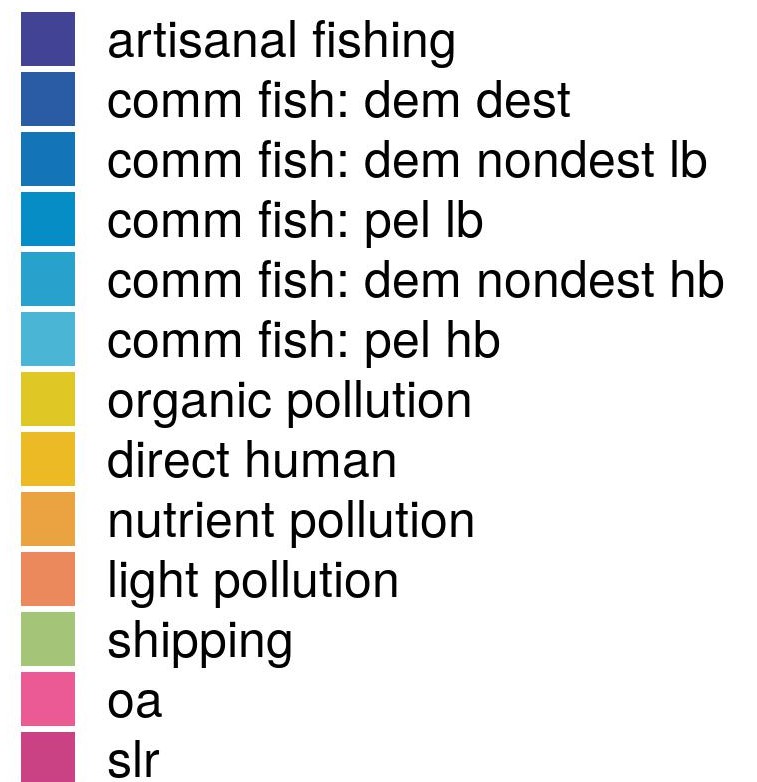 artisanal fishing
comm fish: dem dest
comm fish: dem nondest lb
comm fish: pel lb
comm fish: dem nondest hb
comm fish: pel hb
organic pollution
direct human
nutrient pollution
light pollution
shipping
oa
slr